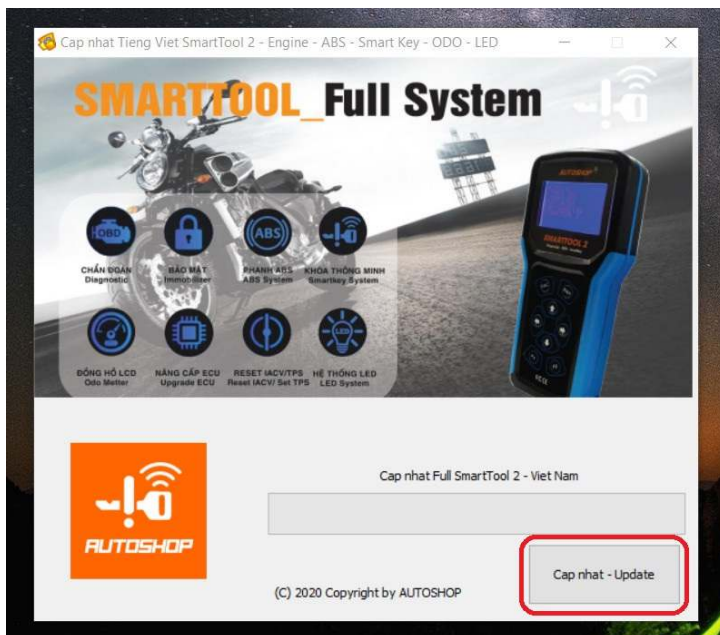 Cap nhat Tieng Viet SmartTool 2 - Engine - ABS - Smart Key - ODO - LED
SMARTTOOL_Full System
AUTOSHOP
SMARTTOOL 2
OBD
ABS
CHẨN ĐOÁN
Diagnostic
BẢO MẬT
Immobilizer
PHANH ABS
ABS System
KHÓA THÔNG MINH
Smartkey System
LED
ĐỒNG HỒ LCD
Odo Metter
NÂNG CẤP ECU
Upgrade ECU
RESET IACV/TPS
Reset IACV/ Set TPS
HỆ THỐNG LED
LED System
Cap nhat Full SmartTool 2 - Viet Nam
AUTOSHOP
Cap nhat - Update
(C) 2020 Copyright by AUTOSHOP